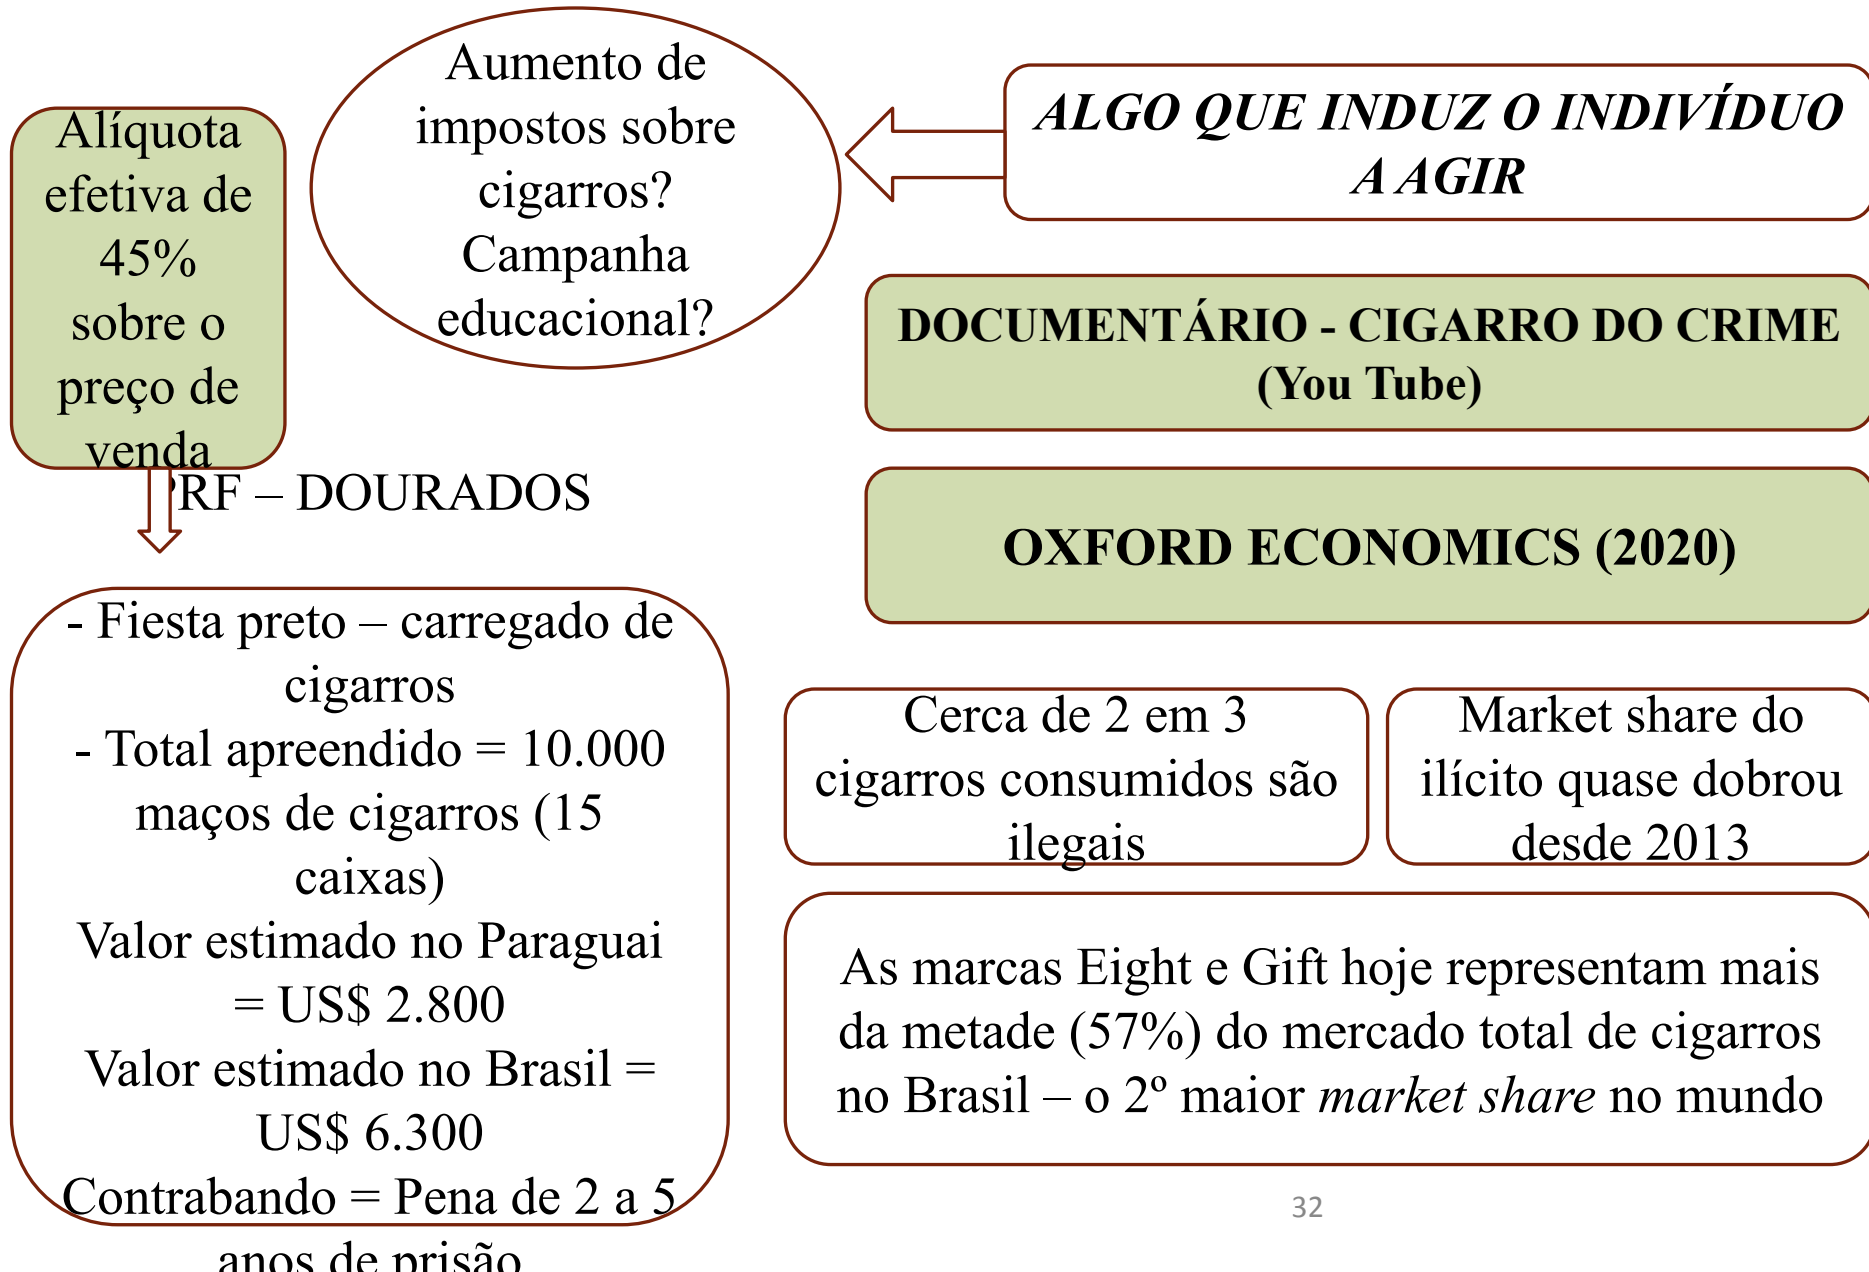 Aumento de
impostos sobre
cigarros?
Campanha
educacional?
ALGO QUE INDUZ O INDIVÍDUO
A AGIR
Alíquota
efetiva de
45%
sobre o
preço de
venda
DOCUMENTÁRIO - CIGARRO DO CRIME
(You Tube)
PRF – DOURADOS
OXFORD ECONOMICS (2020)
- Fiesta preto – carregado de
cigarros
- Total apreendido = 10.000
maços de cigarros (15
caixas)
Valor estimado no Paraguai
= US$ 2.800
Valor estimado no Brasil =
US$ 6.300
Contrabando = Pena de 2 a 5
anos de prisão
Cerca de 2 em 3
cigarros consumidos são
ilegais
Market share do
ilícito quase dobrou
desde 2013
As marcas Eight e Gift hoje representam mais
da metade (57%) do mercado total de cigarros
no Brasil – o 2º maior market share no mundo
32